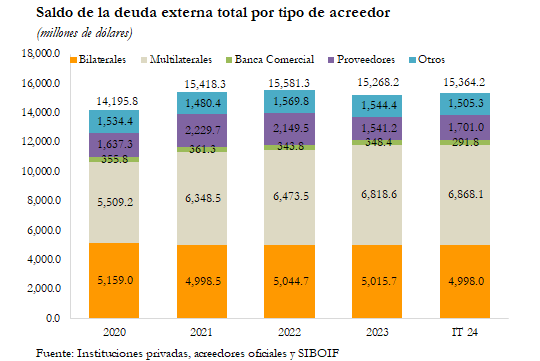 Saldo de la deuda externa total por tipo de acreedor
(millones de dólares)
18,000.0
Bilaterales Multilaterales Banca Comercial Proveedores Otros
16,000.0
14,000.0
12,000.0
10,000.0
8,000.0
6,000.0
4,000.0
2,000.0
0.0
14,195.8 15,418.3 15,581.3 15,268.2 15,364.2
1,534.4 1,480.4 1,569.8 1,544.4 1,505.3
1,637.3 2,229.7 2,149.5 1,541.2 1,701.0
355.8 361.3 343.8 348.4 291.8
5,509.2 6,348.5 6,473.5 6,818.6 6,868.1
5,159.0 4,998.5 5,044.7 5,015.7 4,998.0
2020 2021 2022 2023 IT 24
Fuente: Instituciones privadas, acreedores oficiales y SIBOIF